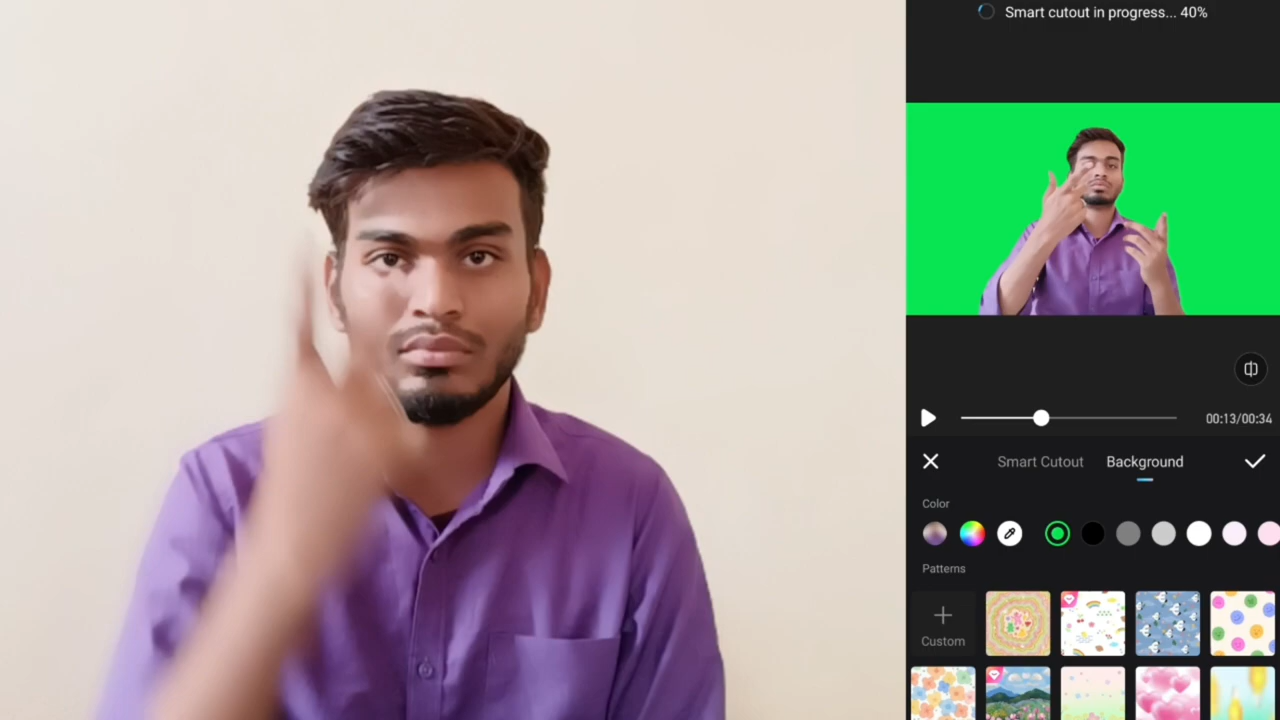 Smart cutout in progress... 40%
00:13/00:34
Smart Cutout
Background
Color
Patterns
Custom